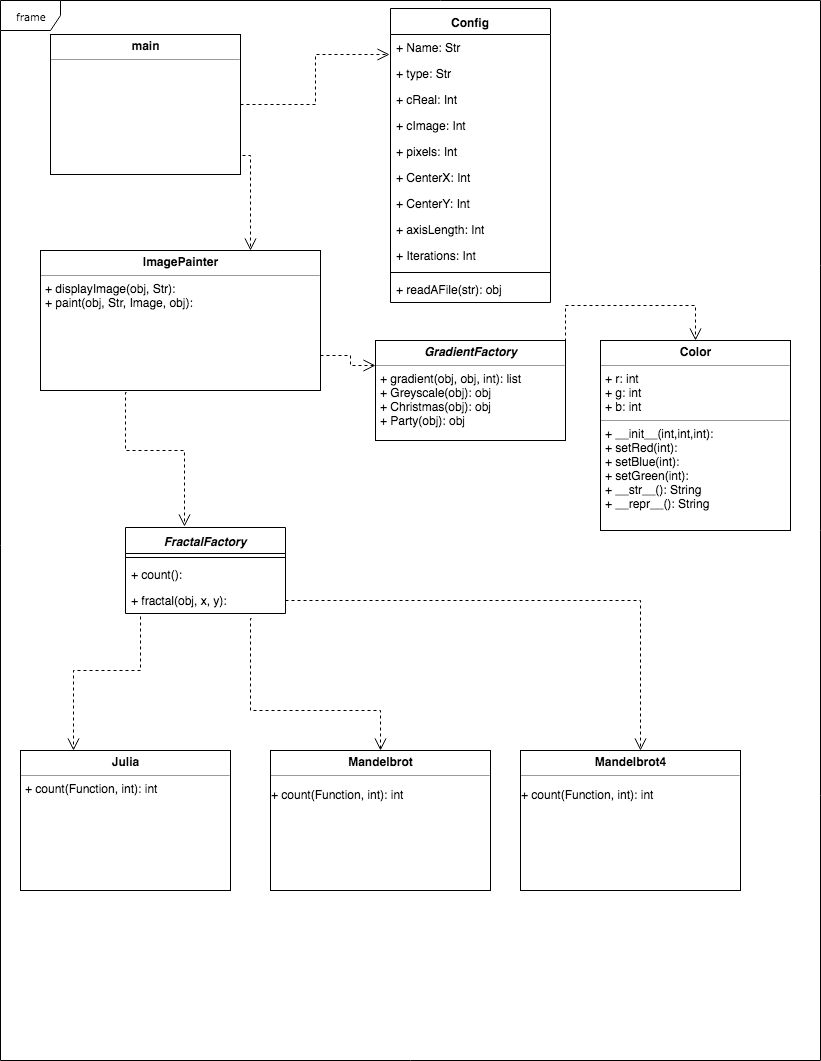 frame
main
Config
+ Name: Str
+ type: Str
+ cReal: Int
+ cImage: Int
+ pixels: Int
+ CenterX: Int
+ CenterY: Int
+ axisLength: Int
+ Iterations: Int
+ readAFile(str): obj
ImagePainter
+ displayImage(obj, Str):
+ paint(obj, Str, Image, obj):
GradientFactory
+ gradient(obj, obj, int): list
+ Greyscale(obj): obj
+ Christmas(obj): obj
+ Party(obj): obj
Color
+ r: int
+ g: int
+ b: int
+ __init__(int,int,int):
+ setRed(int):
+ setBlue(int):
+ setGreen(int):
+ __str__(): String
+ __repr__(): String
FractalFactory
+ count():
+ fractal(obj, x, y):
Julia
+ count(Function, int): int
Mandelbrot
+ count(Function, int): int
Mandelbrot4
+ count(Function, int): int